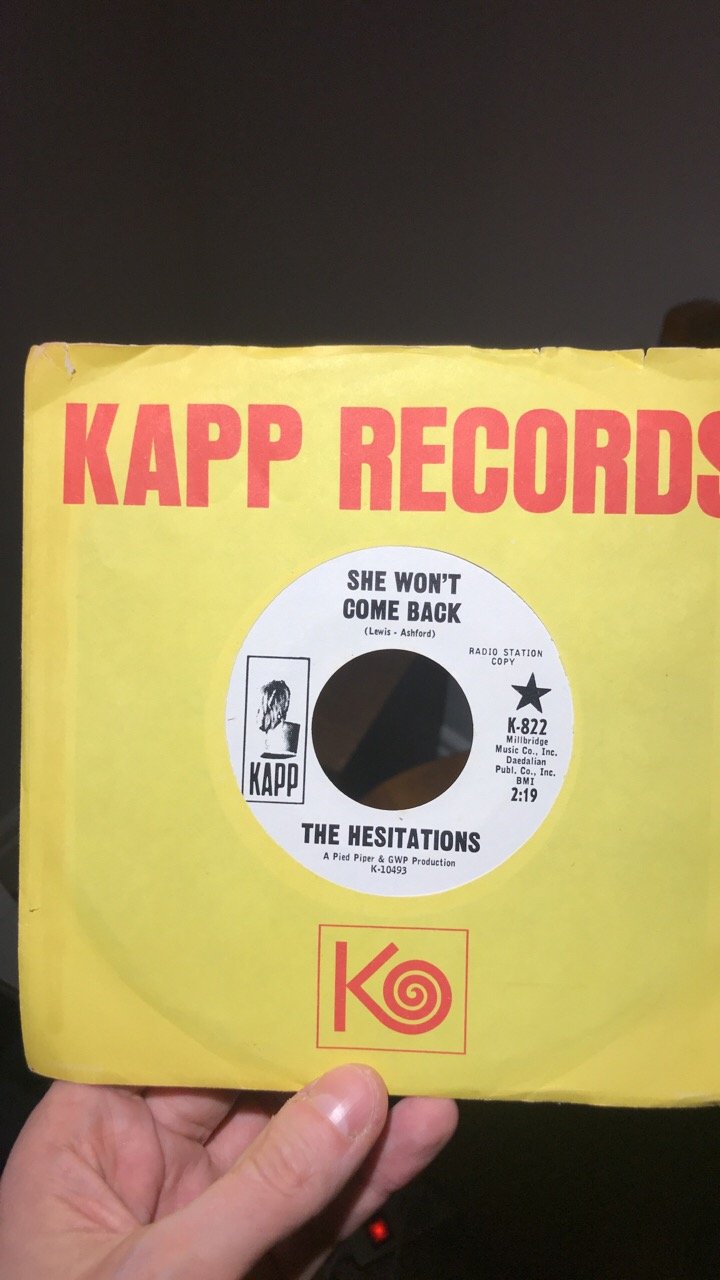 KAPP RECORDS
SHE WON'T
COME BACK
(Lewis - Ashford)
RADIO STATION
COPY
K-822
Millbridge
Music Co., Inc.
Daedalian
Publ. Co., Inc.
BMI
2:19
KAPP
THE HESITATIONS
A Pied Piper & GWP Production
K-10493
K